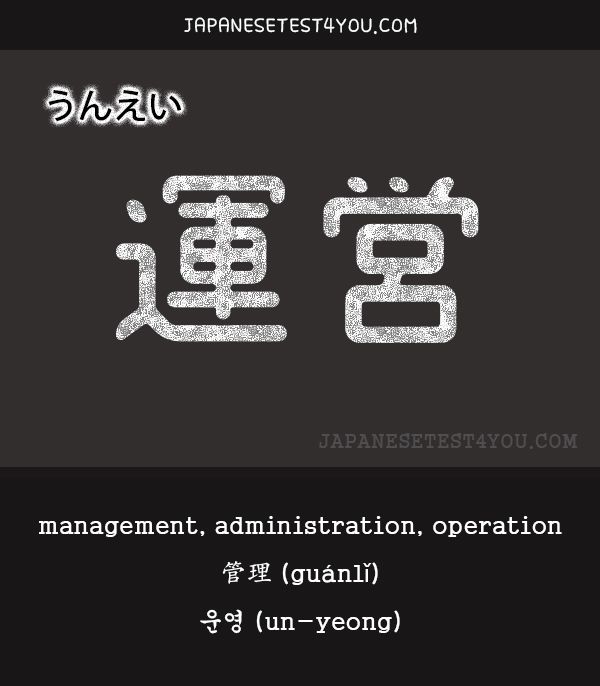 JAPANESETEST4YOU.COM
うんえい
運営
JAPANESETEST4YOU.COM
management, administration, operation
管理 (guánlǐ)
운영 (un-yeong)